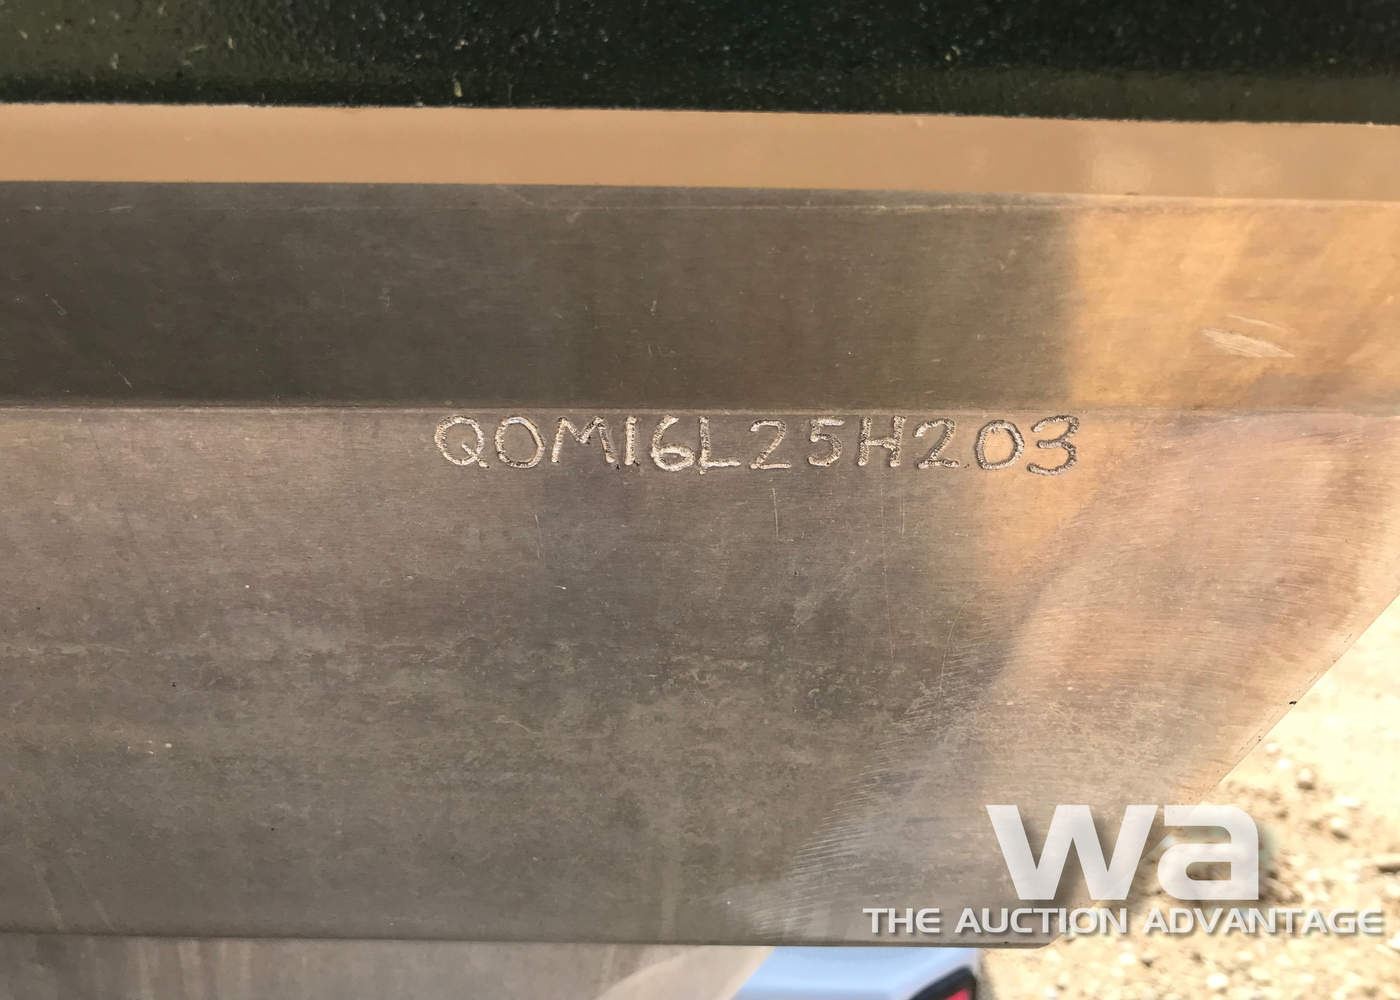 QOM16L25H203
wa
THE AUCTION ADVANTAGE